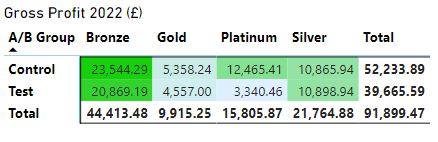 Gross Profit 2022 (£)
A/B Group Bronze Gold Platinum Silver Total
Control 23,544.29 5,358.24 12,465.41 10,865.94 52,233.89
Test 20,869.19 4,557.00 3,340.46 10,898.94 39,665.59
Total 44,413.48 9,915.25 15,805.87 21,764.88 91,899.47